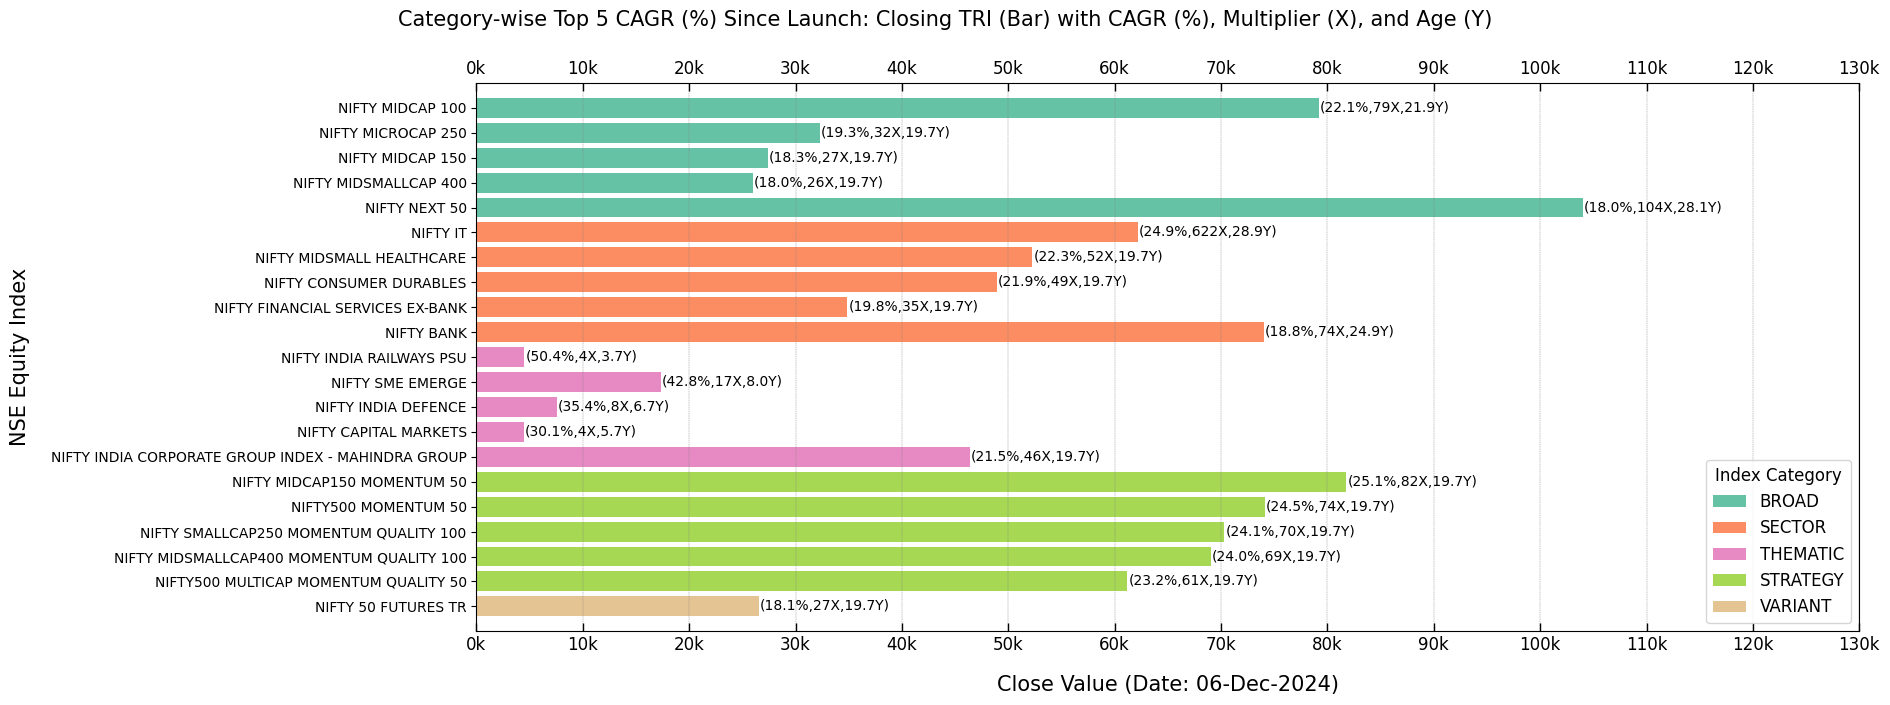 Category-wise Top 5 CAGR (%) Since Launch: Closing TRI (Bar) with CAGR (%), Multiplier (X), and Age (Y)
0k 10k 20k 30k 40k 50k 60k 70k 80k 90k 100k 110k 120k 130k
NSE Equity Index
NIFTY MIDCAP 100 (22.1%,79X,21.9Y)
NIFTY MICROCAP 250 (19.3%,32X,19.7Y)
NIFTY MIDCAP 150 (18.3%,27X,19.7Y)
NIFTY MIDSMALLCAP 400 (18.0%,26X,19.7Y)
NIFTY NEXT 50 (18.0%,104X,28.1Y)
NIFTY IT (24.9%,622X,28.9Y)
NIFTY MIDSMALL HEALTHCARE (22.3%,52X,19.7Y)
NIFTY CONSUMER DURABLES (21.9%,49X,19.7Y)
NIFTY FINANCIAL SERVICES EX-BANK (19.8%,35X,19.7Y)
NIFTY BANK (18.8%,74X,24.9Y)
NIFTY INDIA RAILWAYS PSU (50.4%,4X,3.7Y)
NIFTY SME EMERGE (42.8%,17X,8.0Y)
NIFTY INDIA DEFENCE (35.4%,8X,6.7Y)
NIFTY CAPITAL MARKETS (30.1%,4X,5.7Y)
NIFTY INDIA CORPORATE GROUP INDEX - MAHINDRA GROUP (21.5%,46X,19.7Y)
NIFTY MIDCAP150 MOMENTUM 50 (25.1%,82X,19.7Y)
NIFTY500 MOMENTUM 50 (24.5%,74X,19.7Y)
NIFTY SMALLCAP250 MOMENTUM QUALITY 100 (24.1%,70X,19.7Y)
NIFTY MIDSMALLCAP400 MOMENTUM QUALITY 100 (24.0%,69X,19.7Y)
NIFTY500 MULTICAP MOMENTUM QUALITY 50 (23.2%,61X,19.7Y)
NIFTY 50 FUTURES TR (18.1%,27X,19.7Y)
Index Category
BROAD
SECTOR
THEMATIC
STRATEGY
VARIANT
0k 10k 20k 30k 40k 50k 60k 70k 80k 90k 100k 110k 120k 130k
Close Value (Date: 06-Dec-2024)